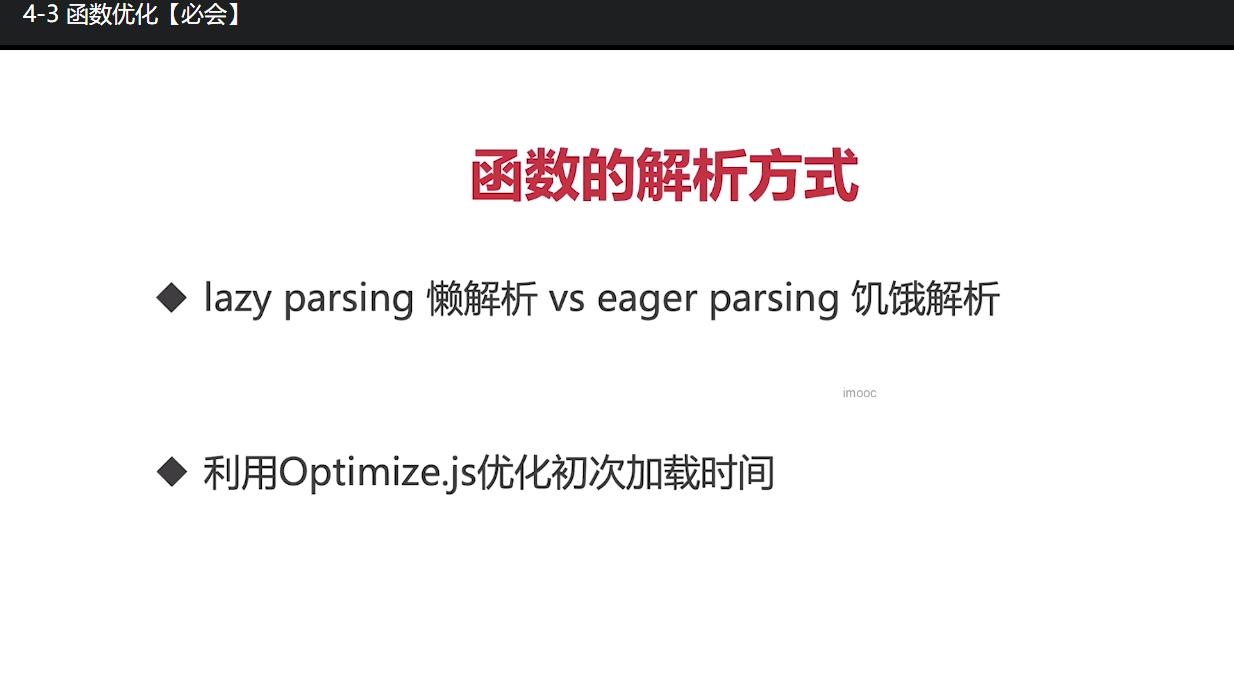 4-3 函数优化【必会】
函数的解析方式
◆ lazy parsing 懒解析 vs eager parsing 饥饿解析
imooc
◆ 利用Optimize.js优化初次加载时间